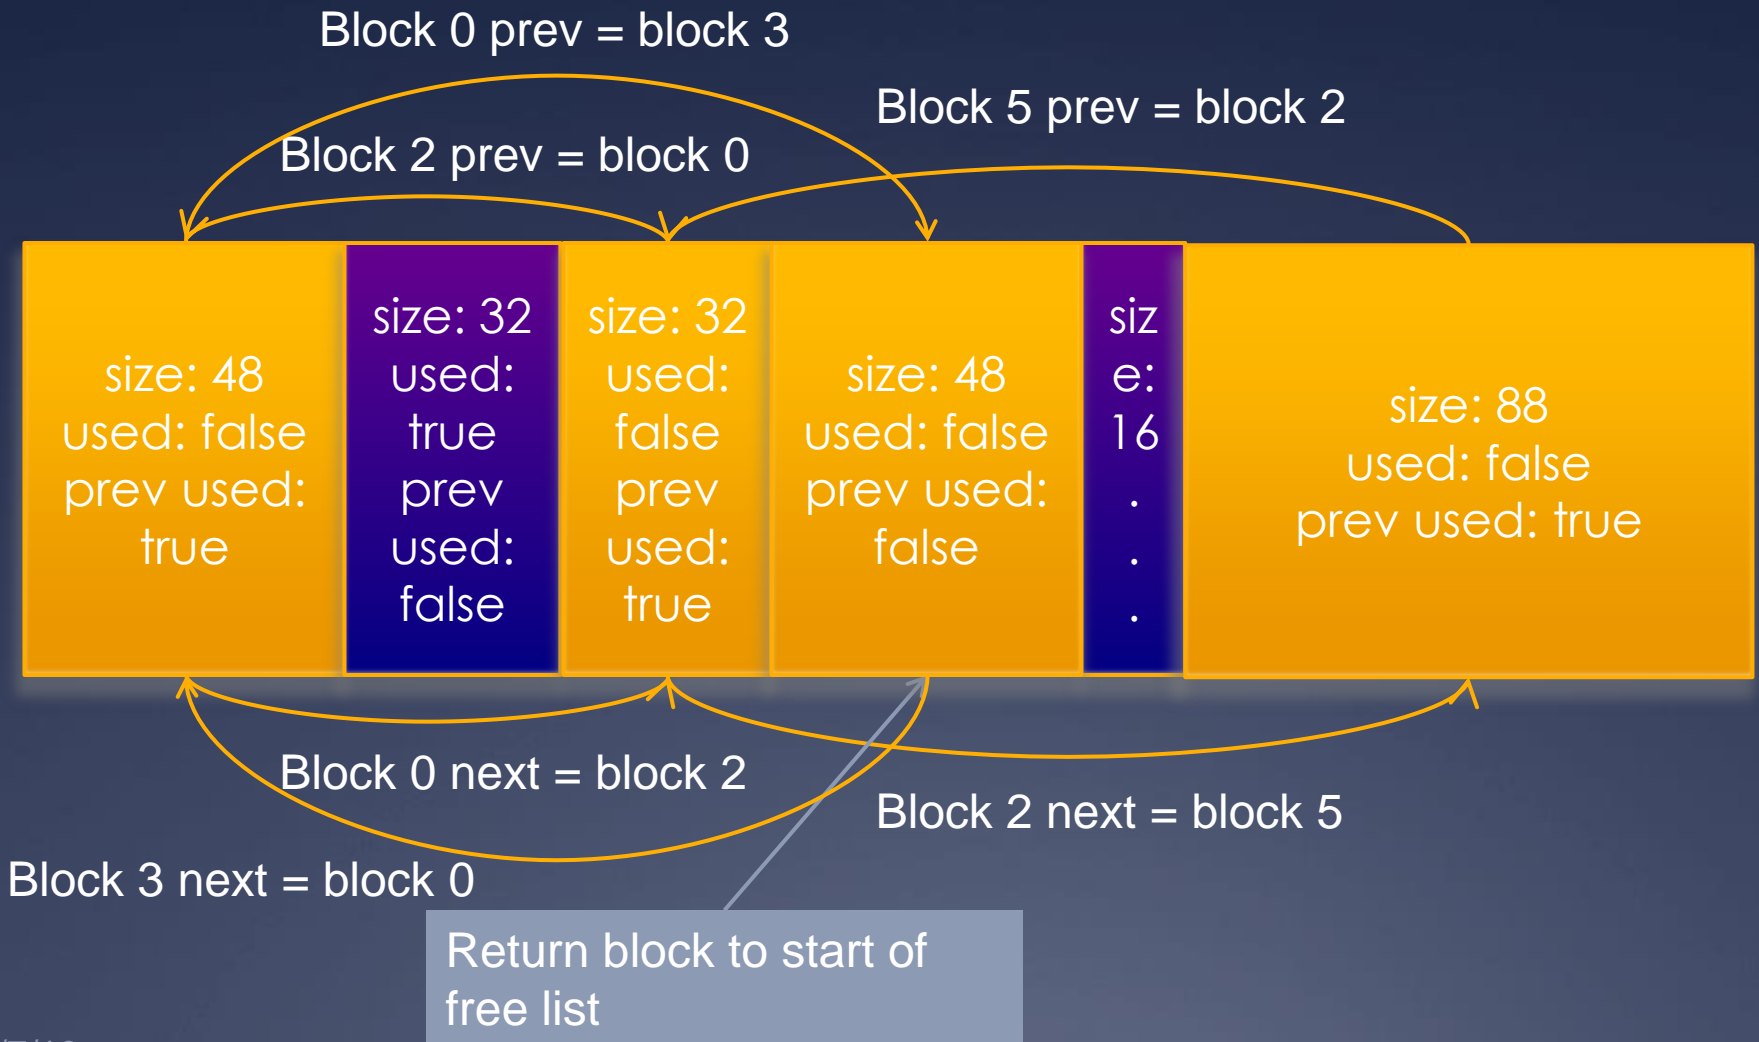 Block 0 prev = block 3
Block 5 prev = block 2
Block 2 prev = block 0
size: 48
used: false
prev used:
true
size: 32
used:
true
prev
used:
false
size: 32
used:
false
prev
used:
true
size: 48
used: false
prev used:
false
siz
e:
16
.
.
.
size: 88
used: false
prev used: true
Block 0 next = block 2
Block 2 next = block 5
Block 3 next = block 0
Return block to start of
free list